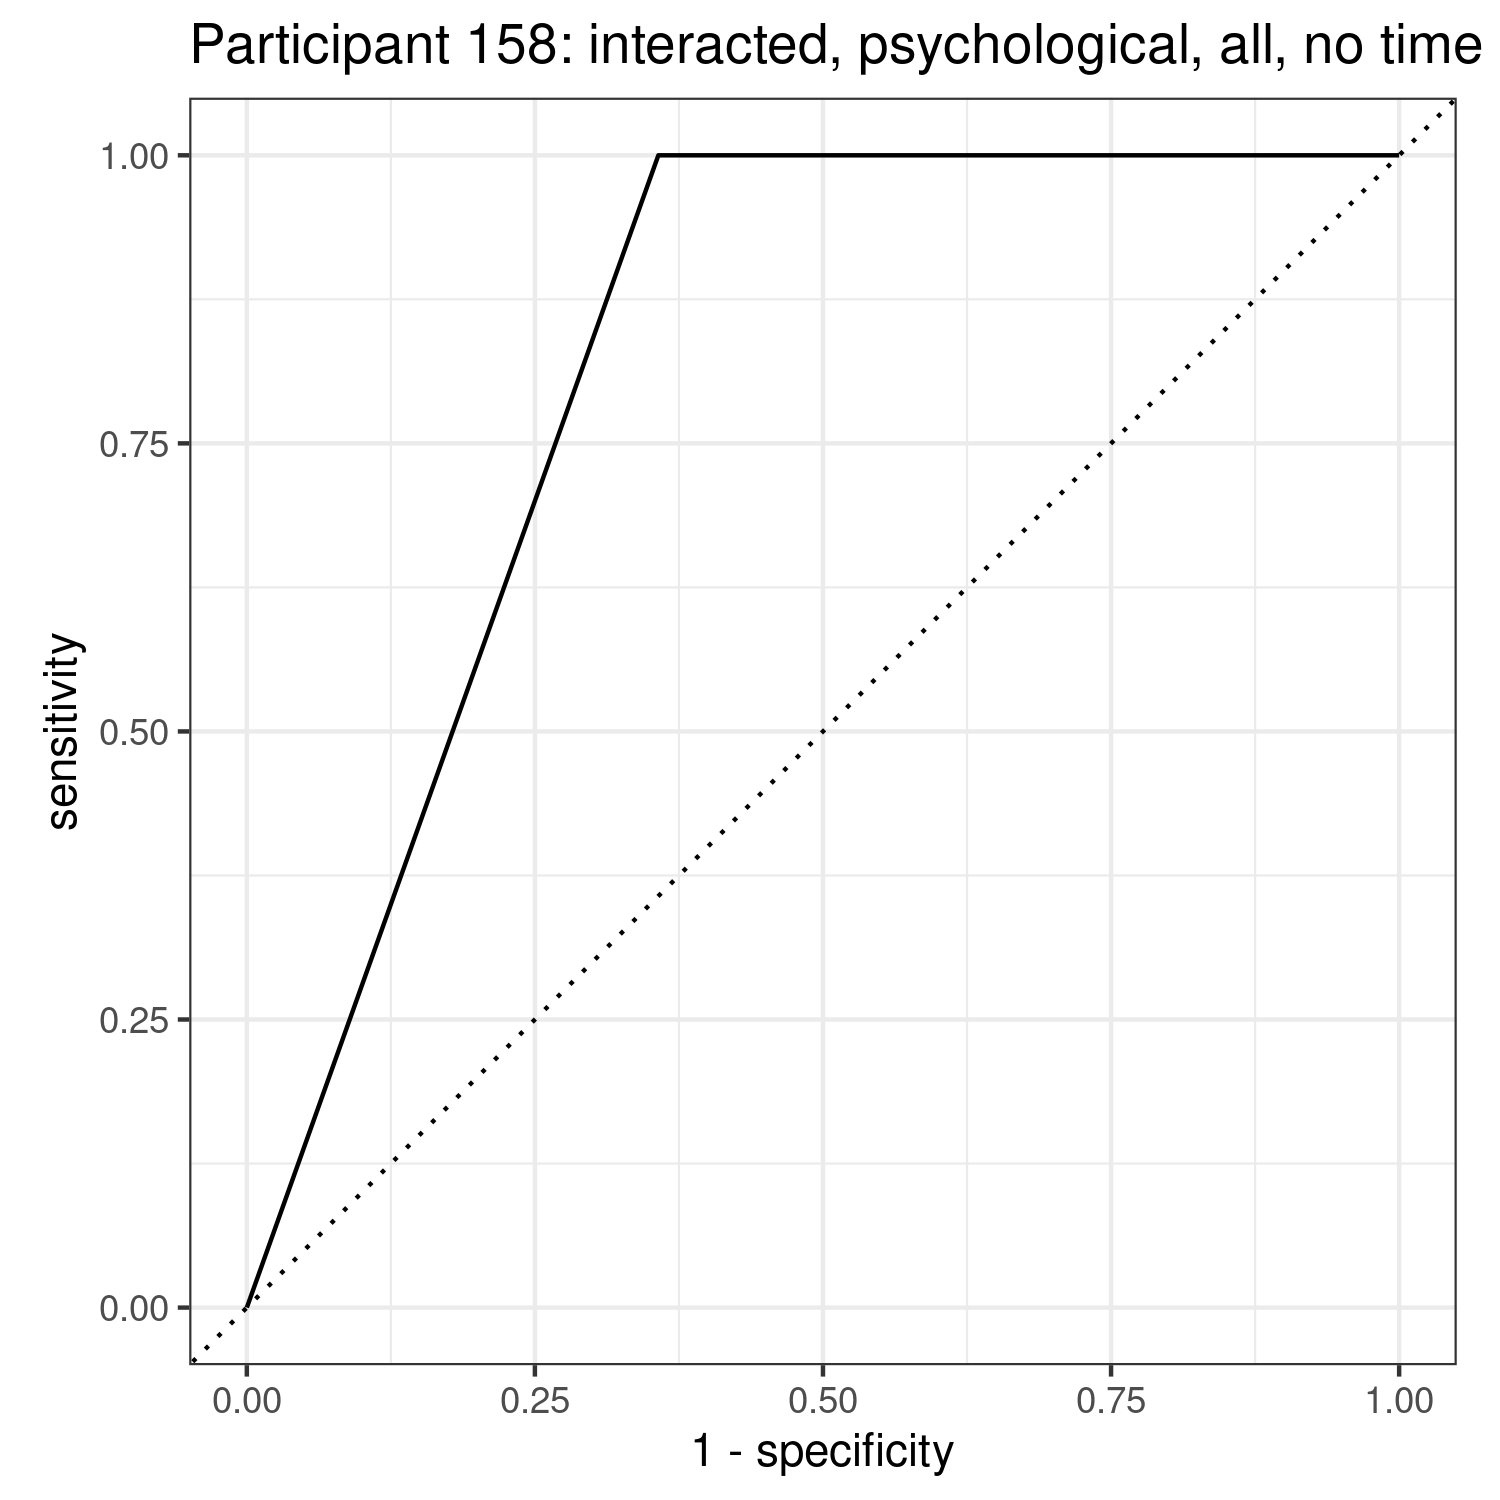 Participant 158: interacted, psychological, all, no time
1.00
0.75
0.50
0.25
0.00
sensitivity
0.00 0.25 0.50 0.75 1.00
1 - specificity